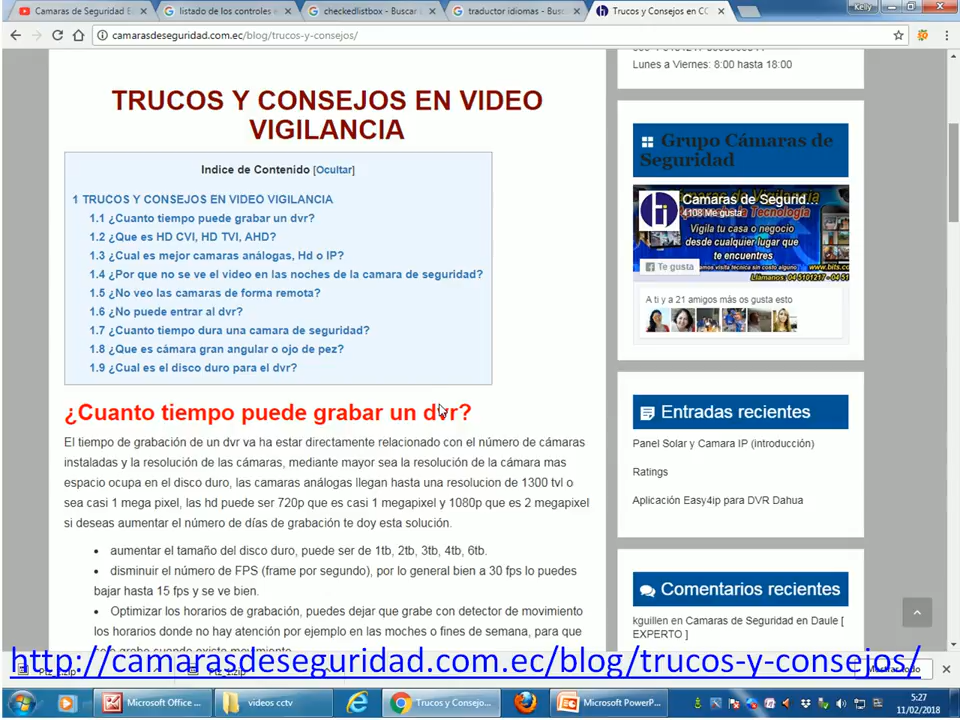 Camaras de Seguridad E
listado de los controles e
checkedlistbox - Buscar
traductor idiomas - Bus
Trucos y Consejos en CC
Kelly
camarasdeseguridad.com.ec/blog/trucos-y-consejos/
Lunes a Viernes: 8:00 hasta 18:00
TRUCOS Y CONSEJOS EN VIDEO
VIGILANCIA
Indice de Contenido [Ocultar]
1 TRUCOS Y CONSEJOS EN VIDEO VIGILANCIA
1.1 ¿Cuanto tiempo puede grabar un dvr?
1.2 ¿Que es HD CVI, HD TVI, AHD?
1.3 ¿Cual es mejor camaras análogas, Hd o IP?
1.4 ¿Por que no se ve el video en las noches de la camara de seguridad?
1.5 ¿No veo las camaras de forma remota?
1.6 ¿No puede entrar al dvr?
1.7 ¿Cuanto tiempo dura una camara de seguridad?
1.8 ¿Que es cámara gran angular o ojo de pez?
1.9 ¿Cual es el disco duro para el dvr?
¿Cuanto tiempo puede grabar un dvr?
El tiempo de grabación de un dvr va ha estar directamente relacionado con el número de cámaras
instaladas y la resolución de las cámaras, mediante mayor sea la resolución de la cámara mas
espacio ocupa en el disco duro, las camaras análogas llegan hasta una resolucion de 1300 tvl o
sea casi 1 mega pixel, las hd puede ser 720p que es casi 1 megapixel y 1080p que es 2 megapixel
si deseas aumentar el número de días de grabación te doy esta solución.
• aumentar el tamaño del disco duro, puede ser de 1tb, 2tb, 3tb, 4tb, 6tb.
• disminuir el número de FPS (frame por segundo), por lo general bien a 30 fps lo puedes
bajar hasta 15 fps y se ve bien.
• Optimizar los horarios de grabación, puedes dejar que grabe con detector de movimiento
los horarios donde no hay atención por ejemplo en las moches o fines de semana, para que
Grupo Cámaras de
Seguridad
Camaras de Segurid...
4108 Me gusta
Vigila tu casa o negocio
desde cualquier lugar que
te encuentres
Te gusta
www.bits.co
Llámanos: 04 5101217 - 04 51
A ti y a 21 amigos más os gusta esto
Entradas recientes
Panel Solar y Camara IP (introducción)
Ratings
Aplicación Easy4ip para DVR Dahua
Comentarios recientes
kguillen en Camaras de Seguridad en Daule [
EXPERTO ]
http://camarasdeseguridad.com.ec/blog/trucos-y-consejos/
Microsoft Office ...
videos cctv
Trucos y Consejo...
Microsoft PowerP...
5:27
11/02/2018